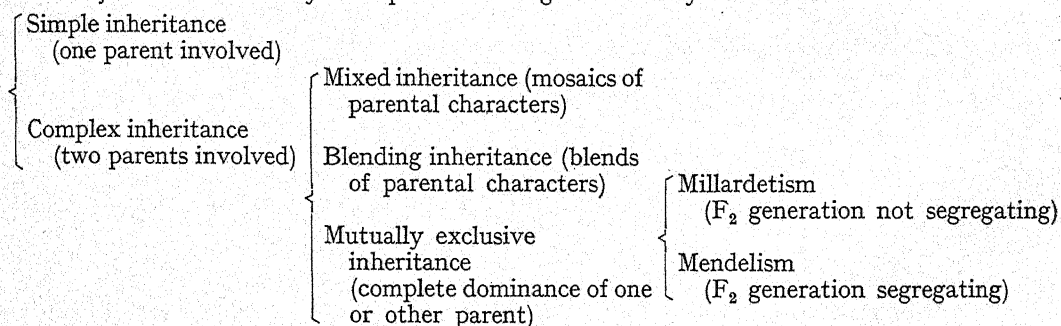 Simple inheritance
(one parent involved)
Complex inheritance
(two parents involved)
Mixed inheritance (mosaics of
parental characters)
Blending inheritance (blends
of parental characters)
Mutually exclusive
inheritance
(complete dominance of one
or other parent)
Millardetism
(F₂ generation not segregating)
Mendelism
(F₂ generation segregating)